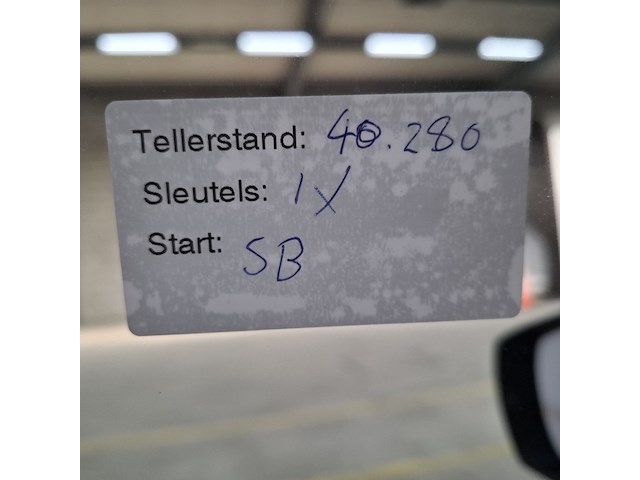 Tellerstand: 40.280
Sleutels: 1X
Start: SB